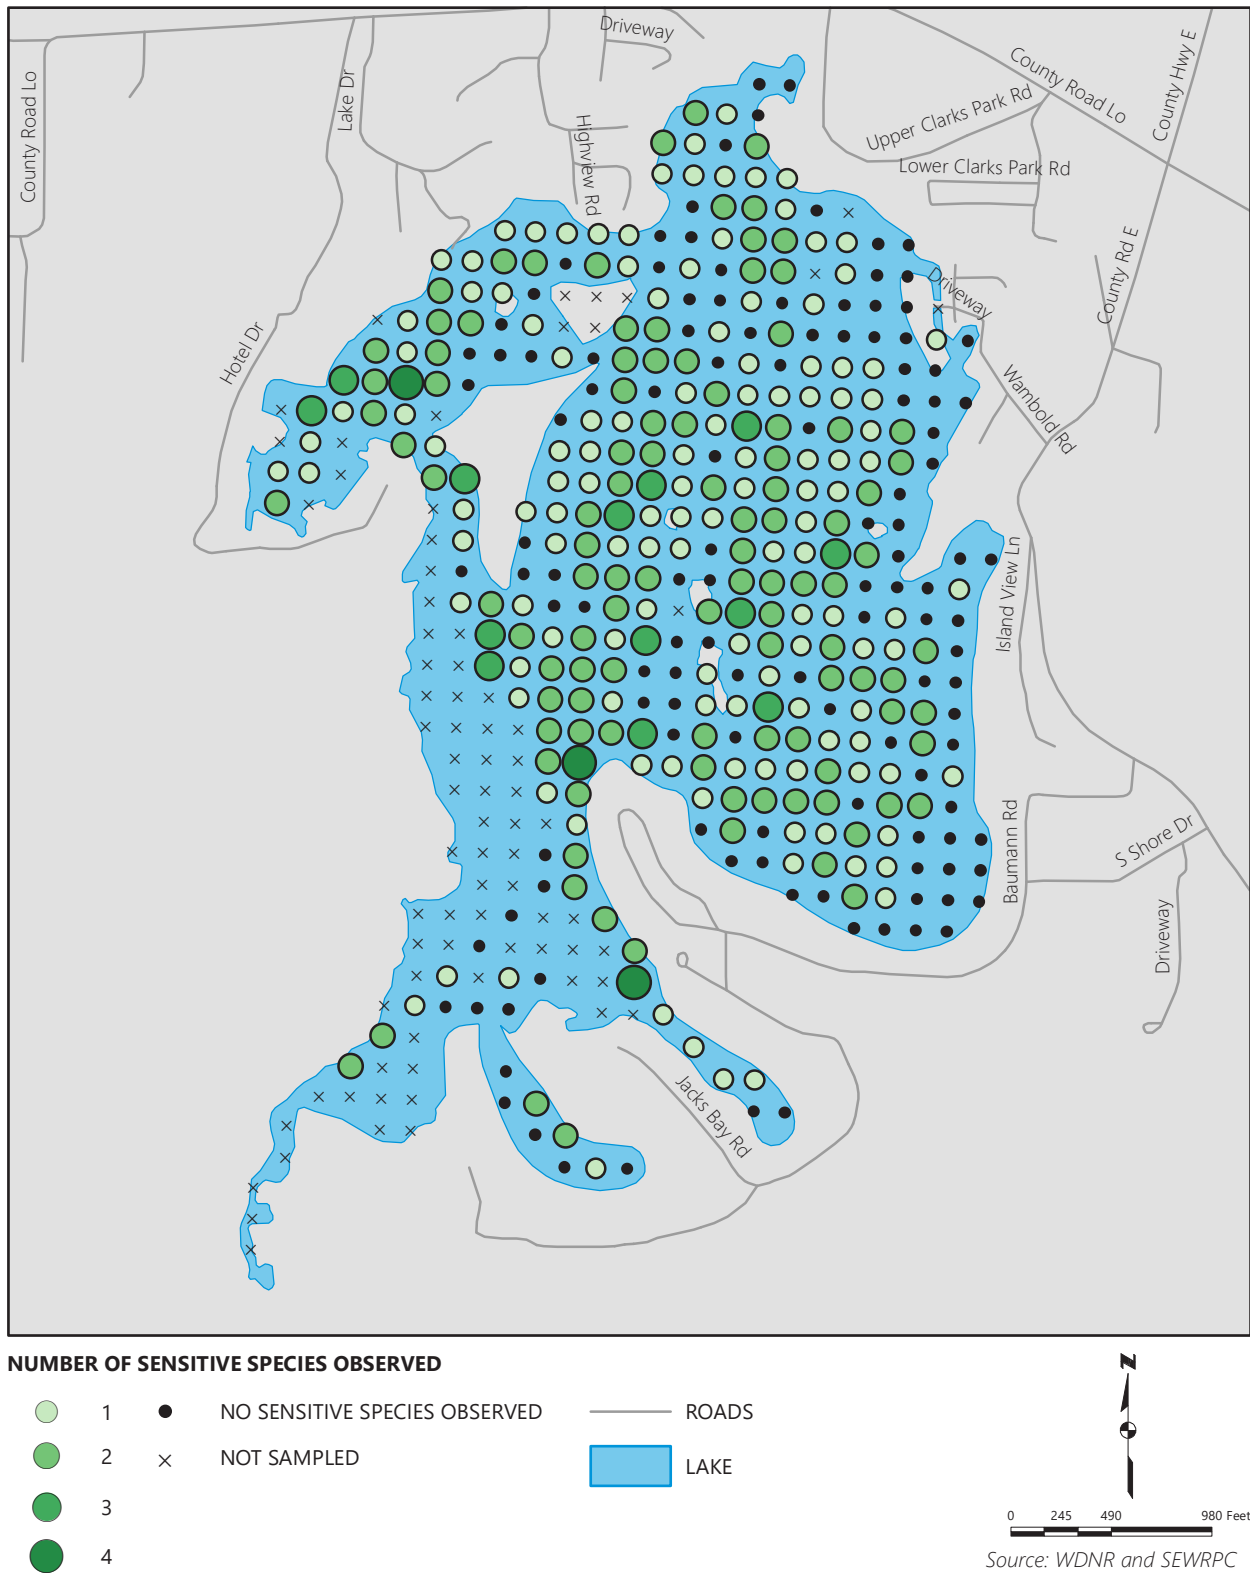 Driveway
County Road Lo
County Hwy E
County Road Lo
Lake Dr
Highview Rd
Upper Clarks Park Rd
Lower Clarks Park Rd
County Rd E
Driveway
Hotel Dr
Wambold Rd
Island View Ln
Baumann Rd
S Shore Dr
Driveway
Jacks Bay Rd
NUMBER OF SENSITIVE SPECIES OBSERVED
1
NO SENSITIVE SPECIES OBSERVED
ROADS
2
NOT SAMPLED
LAKE
3
4
N
0 245 490 980 Feet
Source: WDNR and SEWRPC